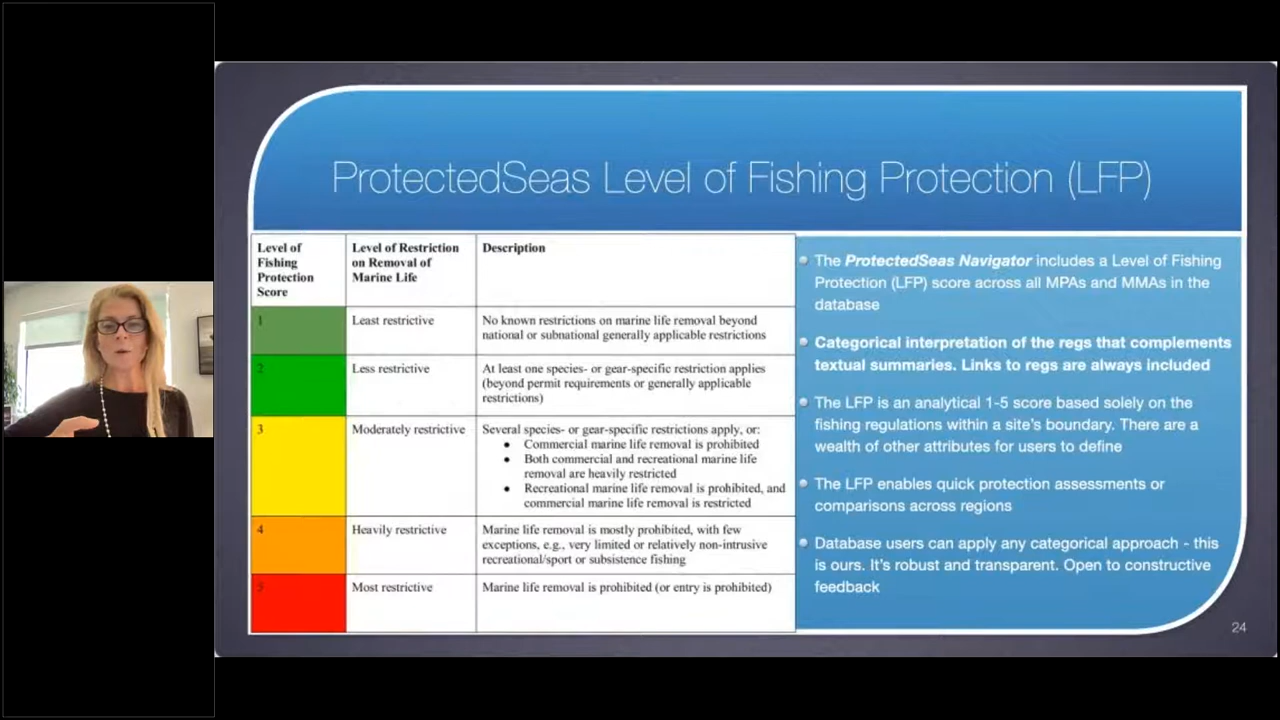 ProtectedSeas Level of Fishing Protection (LFP)
Level of
Fishing
Protection
Score
Level of Restriction
on Removal of
Marine Life
Description
1
Least restrictive
No known restrictions on marine life removal beyond
national or subnational generally applicable restrictions
2
Less restrictive
At least one species- or gear-specific restriction applies
(beyond permit requirements or generally applicable
restrictions)
3
Moderately restrictive
Several species- or gear-specific restrictions apply, or:
• Commercial marine life removal is prohibited
• Both commercial and recreational marine life
removal are heavily restricted
• Recreational marine life removal is prohibited, and
commercial marine life removal is restricted
4
Heavily restrictive
Marine life removal is mostly prohibited, with few
exceptions, e.g., very limited or relatively non-intrusive
recreational/sport or subsistence fishing
5
Most restrictive
Marine life removal is prohibited (or entry is prohibited)
The ProtectedSeas Navigator includes a Level of Fishing
Protection (LFP) score across all MPAs and MMAs in the
database
Categorical interpretation of the regs that complements
textual summaries. Links to regs are always included
The LFP is an analytical 1-5 score based solely on the
fishing regulations within a site's boundary. There are a
wealth of other attributes for users to define
The LFP enables quick protection assessments or
comparisons across regions
Database users can apply any categorical approach - this
is ours. It's robust and transparent. Open to constructive
feedback
24